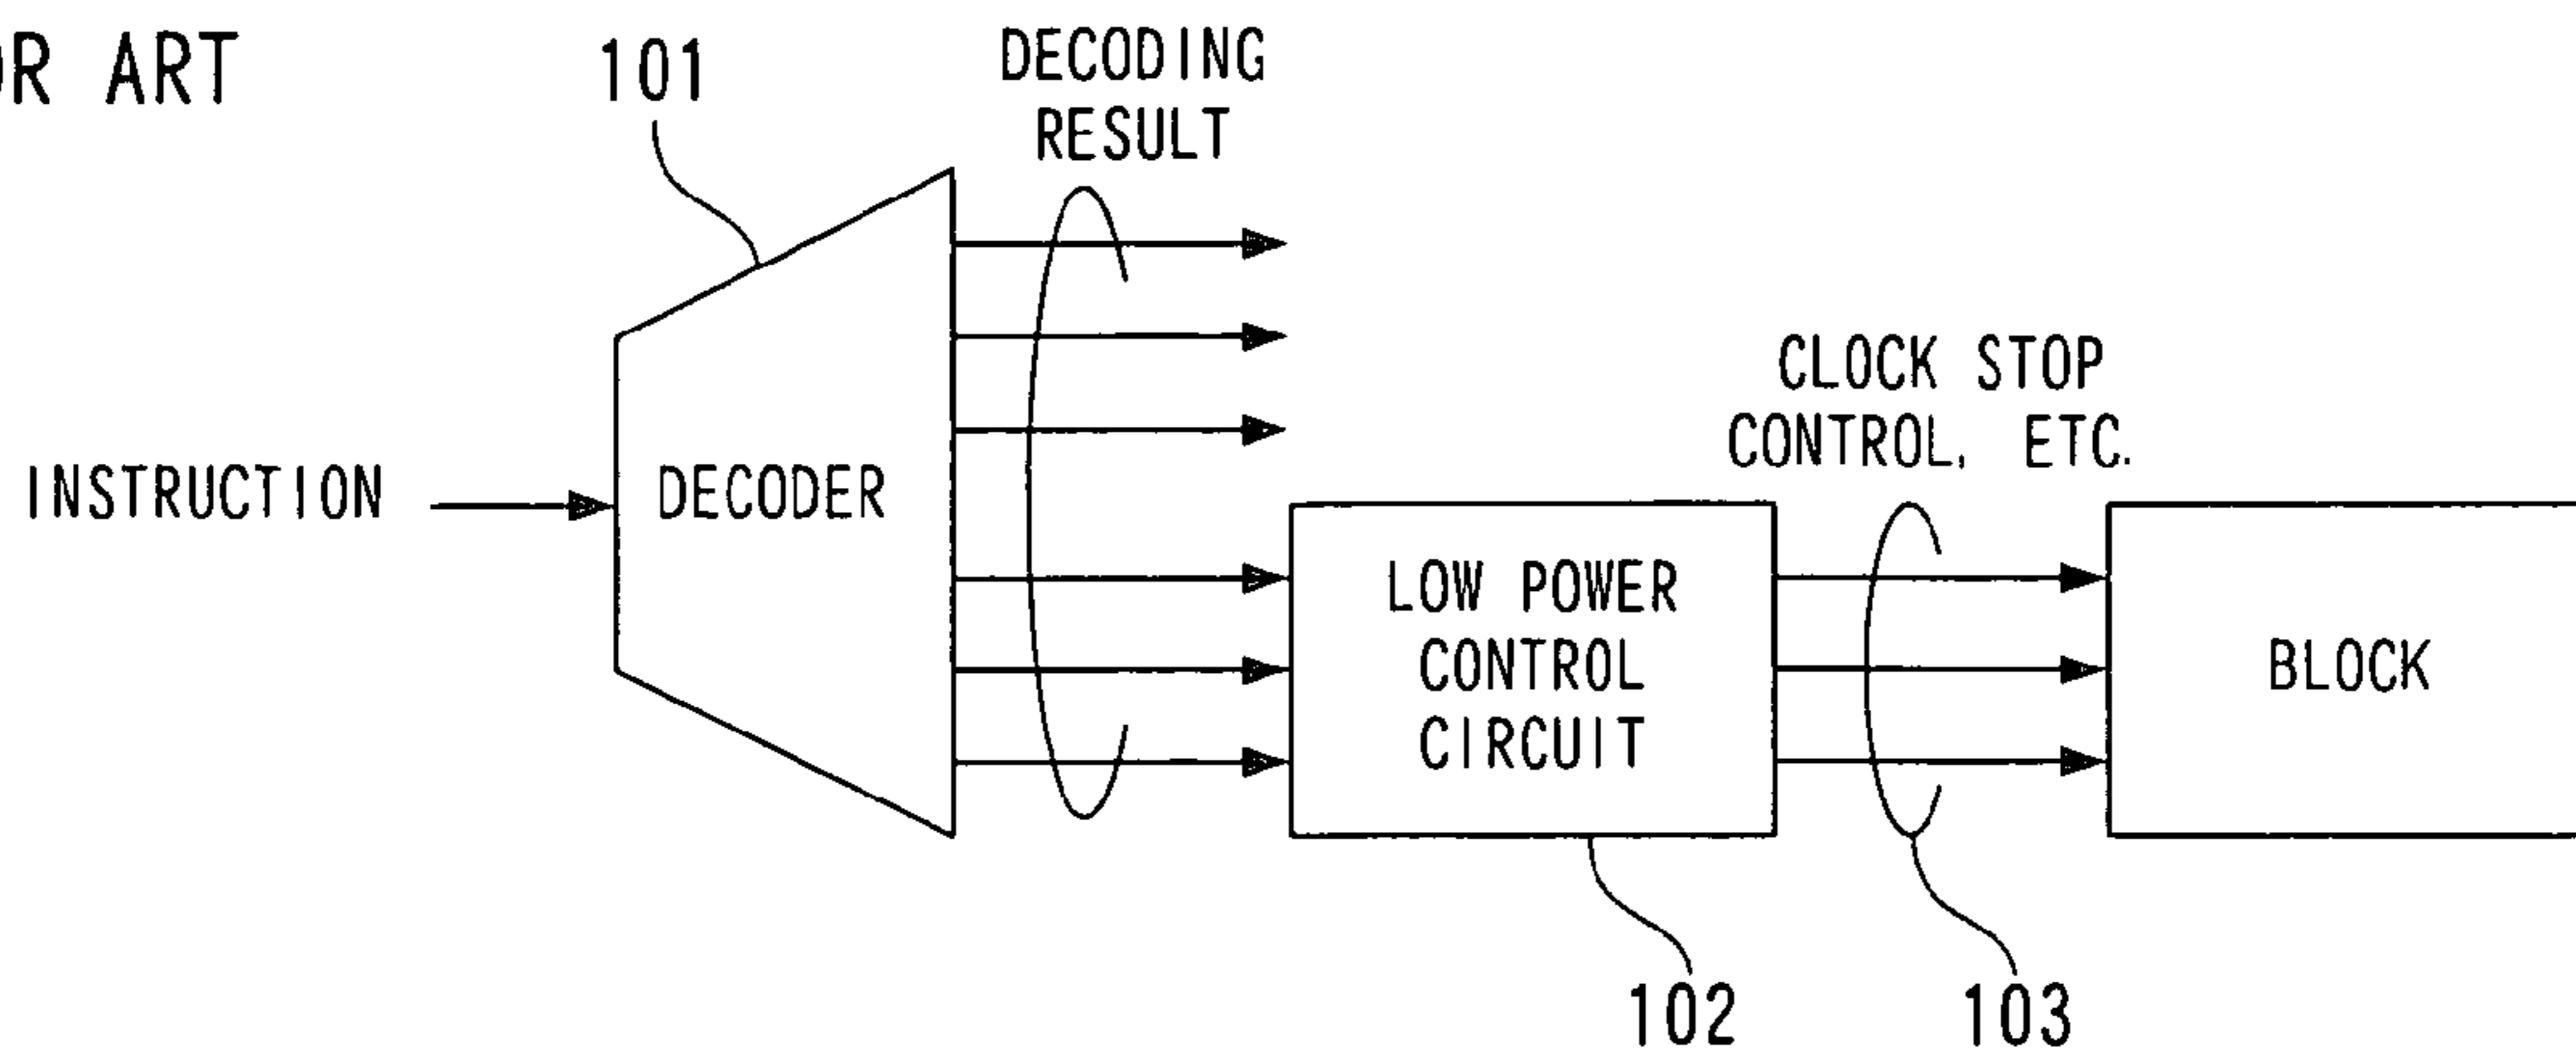 OR ART
101
DECODING
RESULT
INSTRUCTION
DECODER
CLOCK STOP
CONTROL, ETC.
LOW POWER
CONTROL
CIRCUIT
BLOCK
102
103